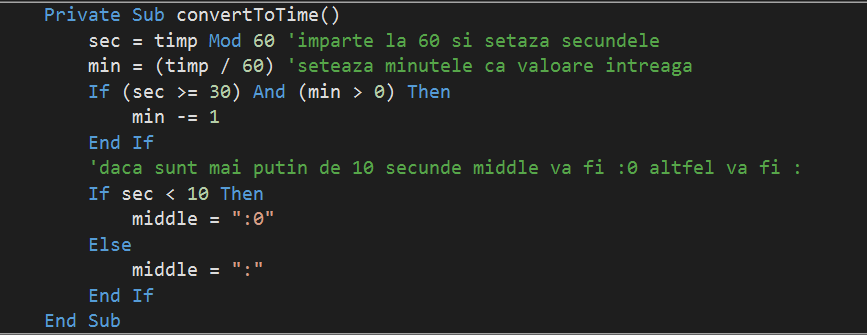 Private Sub convertToTime()
sec = timp Mod 60 'imparte la 60 si setaza secundele
min = (timp / 60) 'seteaza minutele ca valoare intreaga
If (sec >= 30) And (min > 0) Then
min -= 1
End If
'daca sunt mai putin de 10 secunde middle va fi :0 altfel va fi :
If sec < 10 Then
middle = ":0"
Else
middle = ":"
End If
End Sub